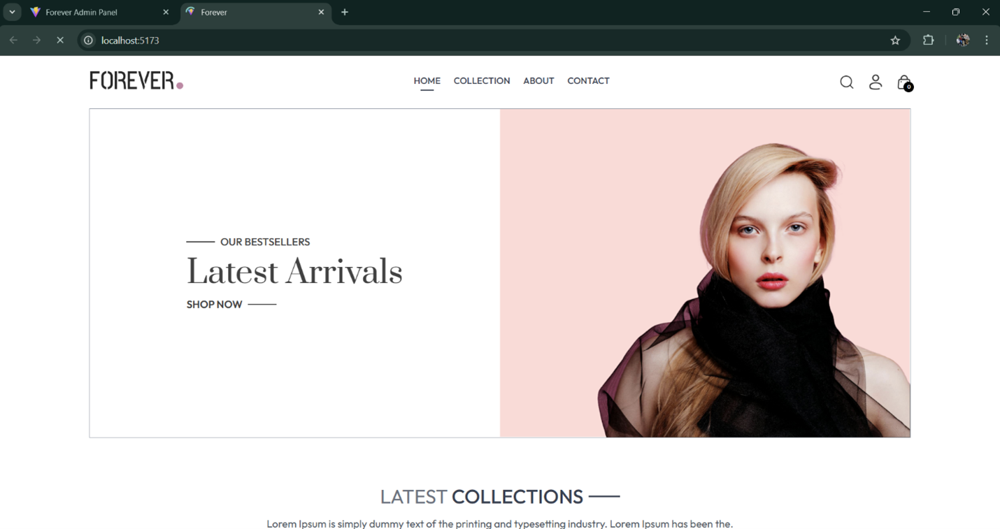 Forever Admin Panel
Forever
localhost:5173
FOREVER.
HOME COLLECTION ABOUT CONTACT
0
OUR BESTSELLERS
Latest Arrivals
SHOP NOW
LATEST COLLECTIONS
Lorem Ipsum is simply dummy text of the printing and typesetting industry. Lorem Ipsum has been the.